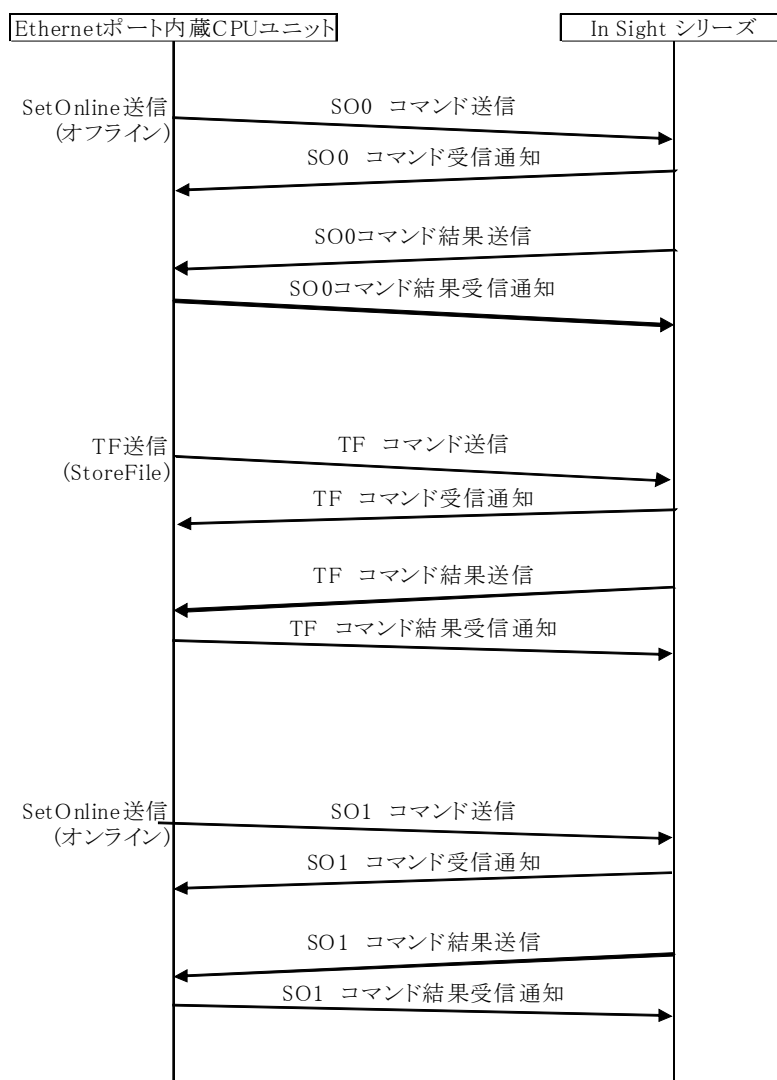 Ethernetポート内蔵CPUユニット
In Sight シリーズ
SetOnline送信
(オフライン)
SO0 コマンド送信
SO0 コマンド受信通知
SO0コマンド結果送信
SO0コマンド結果受信通知
TF送信
(StoreFile)
TF コマンド送信
TF コマンド受信通知
TF コマンド結果送信
TF コマンド結果受信通知
SetOnline送信
(オンライン)
SO1 コマンド送信
SO1 コマンド受信通知
SO1 コマンド結果送信
SO1 コマンド結果受信通知